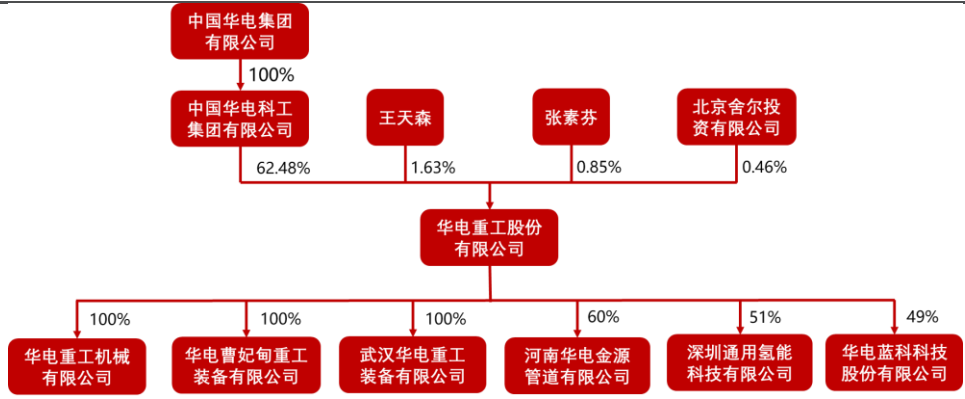 中国华电集团
有限公司
100%
中国华电科工
集团有限公司
王天森
张素芬
北京舍尔投
资有限公司
62.48%
1.63%
0.85%
0.46%
华电重工股份
有限公司
100%
100%
100%
60%
51%
49%
华电重工机械
有限公司
华电曹妃甸重工
装备有限公司
武汉华电重工
装备有限公司
河南华电金源
管道有限公司
深圳通用氢能
科技有限公司
华电蓝科科技
股份有限公司